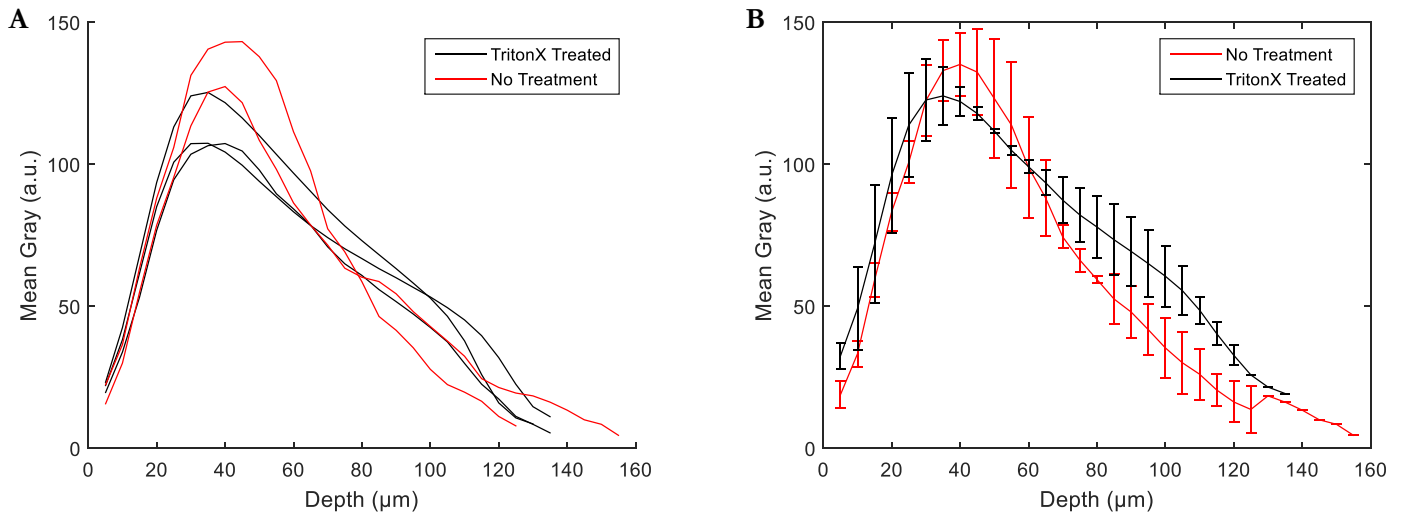 A
150
100
50
0
0 20 40 60 80 100 120 140 160
Mean Gray (a.u.)
Depth (µm)
TritonX Treated
No Treatment
B
150
100
50
0
0 20 40 60 80 100 120 140 160
Mean Gray (a.u.)
Depth (µm)
No Treatment
TritonX Treated